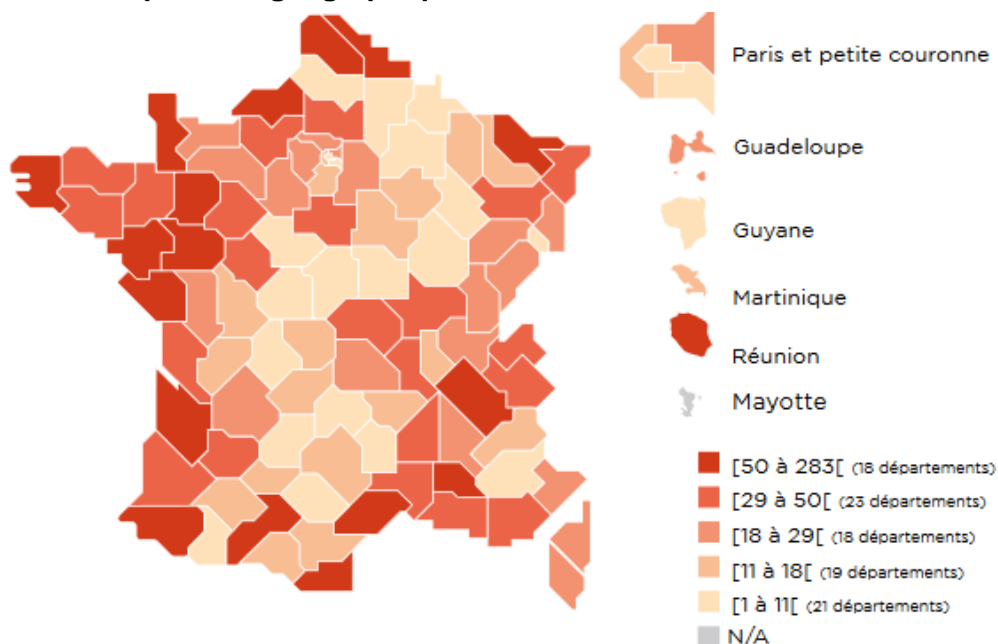 Paris et petite couronne
Guadeloupe
Guyane
Martinique
Réunion
Mayotte
[50 à 283[ (18 départements)
[29 à 50[ (23 départements)
[18 à 29[ (18 départements)
[11 à 18[ (19 départements)
[1 à 11[ (21 départements)
N/A